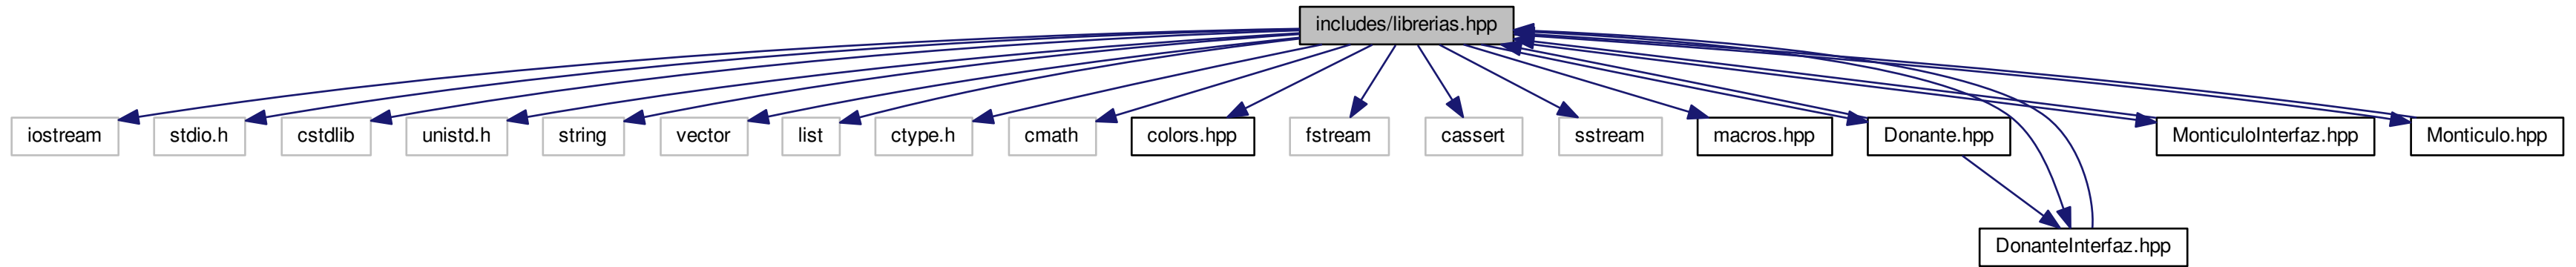 includes/librerias.hpp
iostream
stdio.h
cstdlib
unistd.h
string
vector
list
ctype.h
cmath
colors.hpp
fstream
cassert
sstream
macros.hpp
Donante.hpp
MonticuloInterfaz.hpp
Monticulo.hpp
DonanteInterfaz.hpp